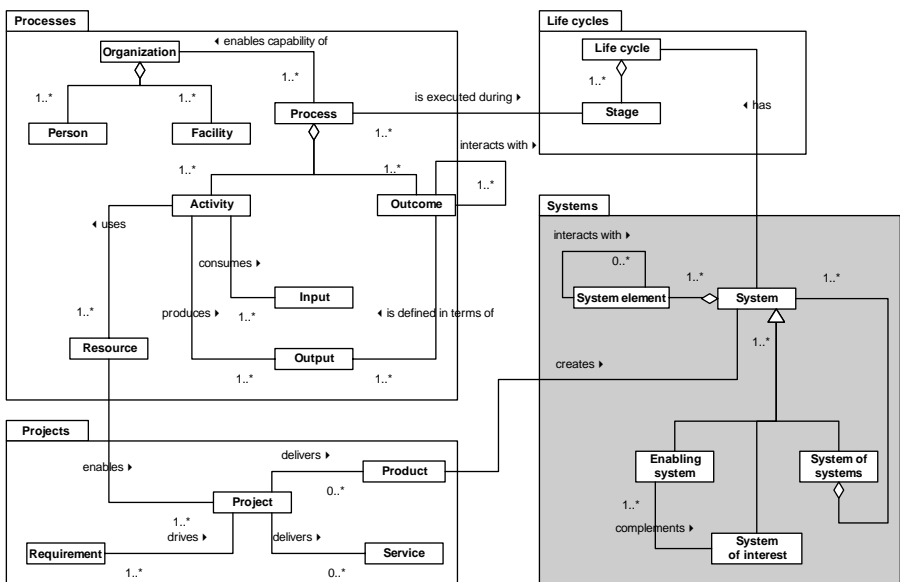 Processes
Life cycles
◂ enables capability of
Organization
Life cycle
1..*
1..*
is executed during ▸
1..*
1..*
Process
Stage
◂ has
Person
Facility
1..*
interacts with ▸
1..*
1..*
1..*
Activity
Outcome
Systems
◂ uses
interacts with ▸
consumes ▸
0..*
1..*
1..*
Input
System element
System
1..*
produces ▸
1..*
◂ is defined in terms of
Resource
1..*
Output
creates ▸
1..*
1..*
Projects
delivers ▸
Enabling
system
System of
systems
enables ▸
Product
0..*
Project
1..*
1..*
drives ▸
delivers ▸
complements ▸
Requirement
Service
System
of interest
1..*
0..*